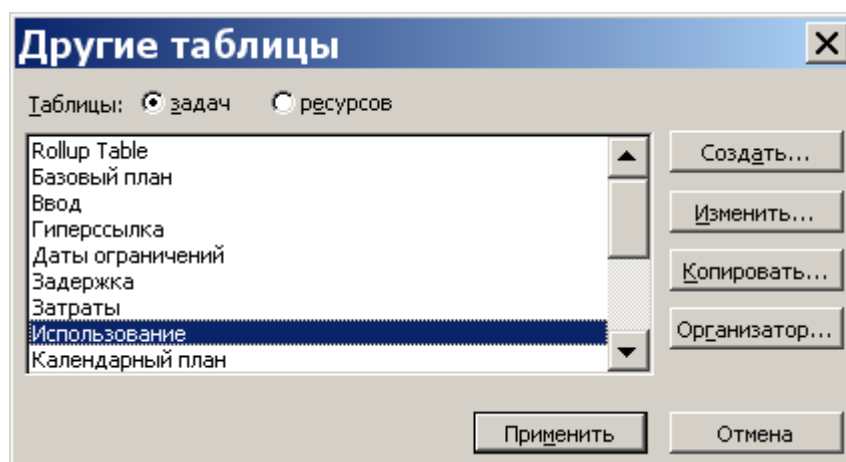 Другие таблицы
Таблицы: задач ресурсов
Rollup Table
Базовый план
Ввод
Гиперссылка
Даты ограничений
Задержка
Затраты
Использование
Календарный план
Создать...
Изменить...
Копировать...
Организатор...
Применить
Отмена